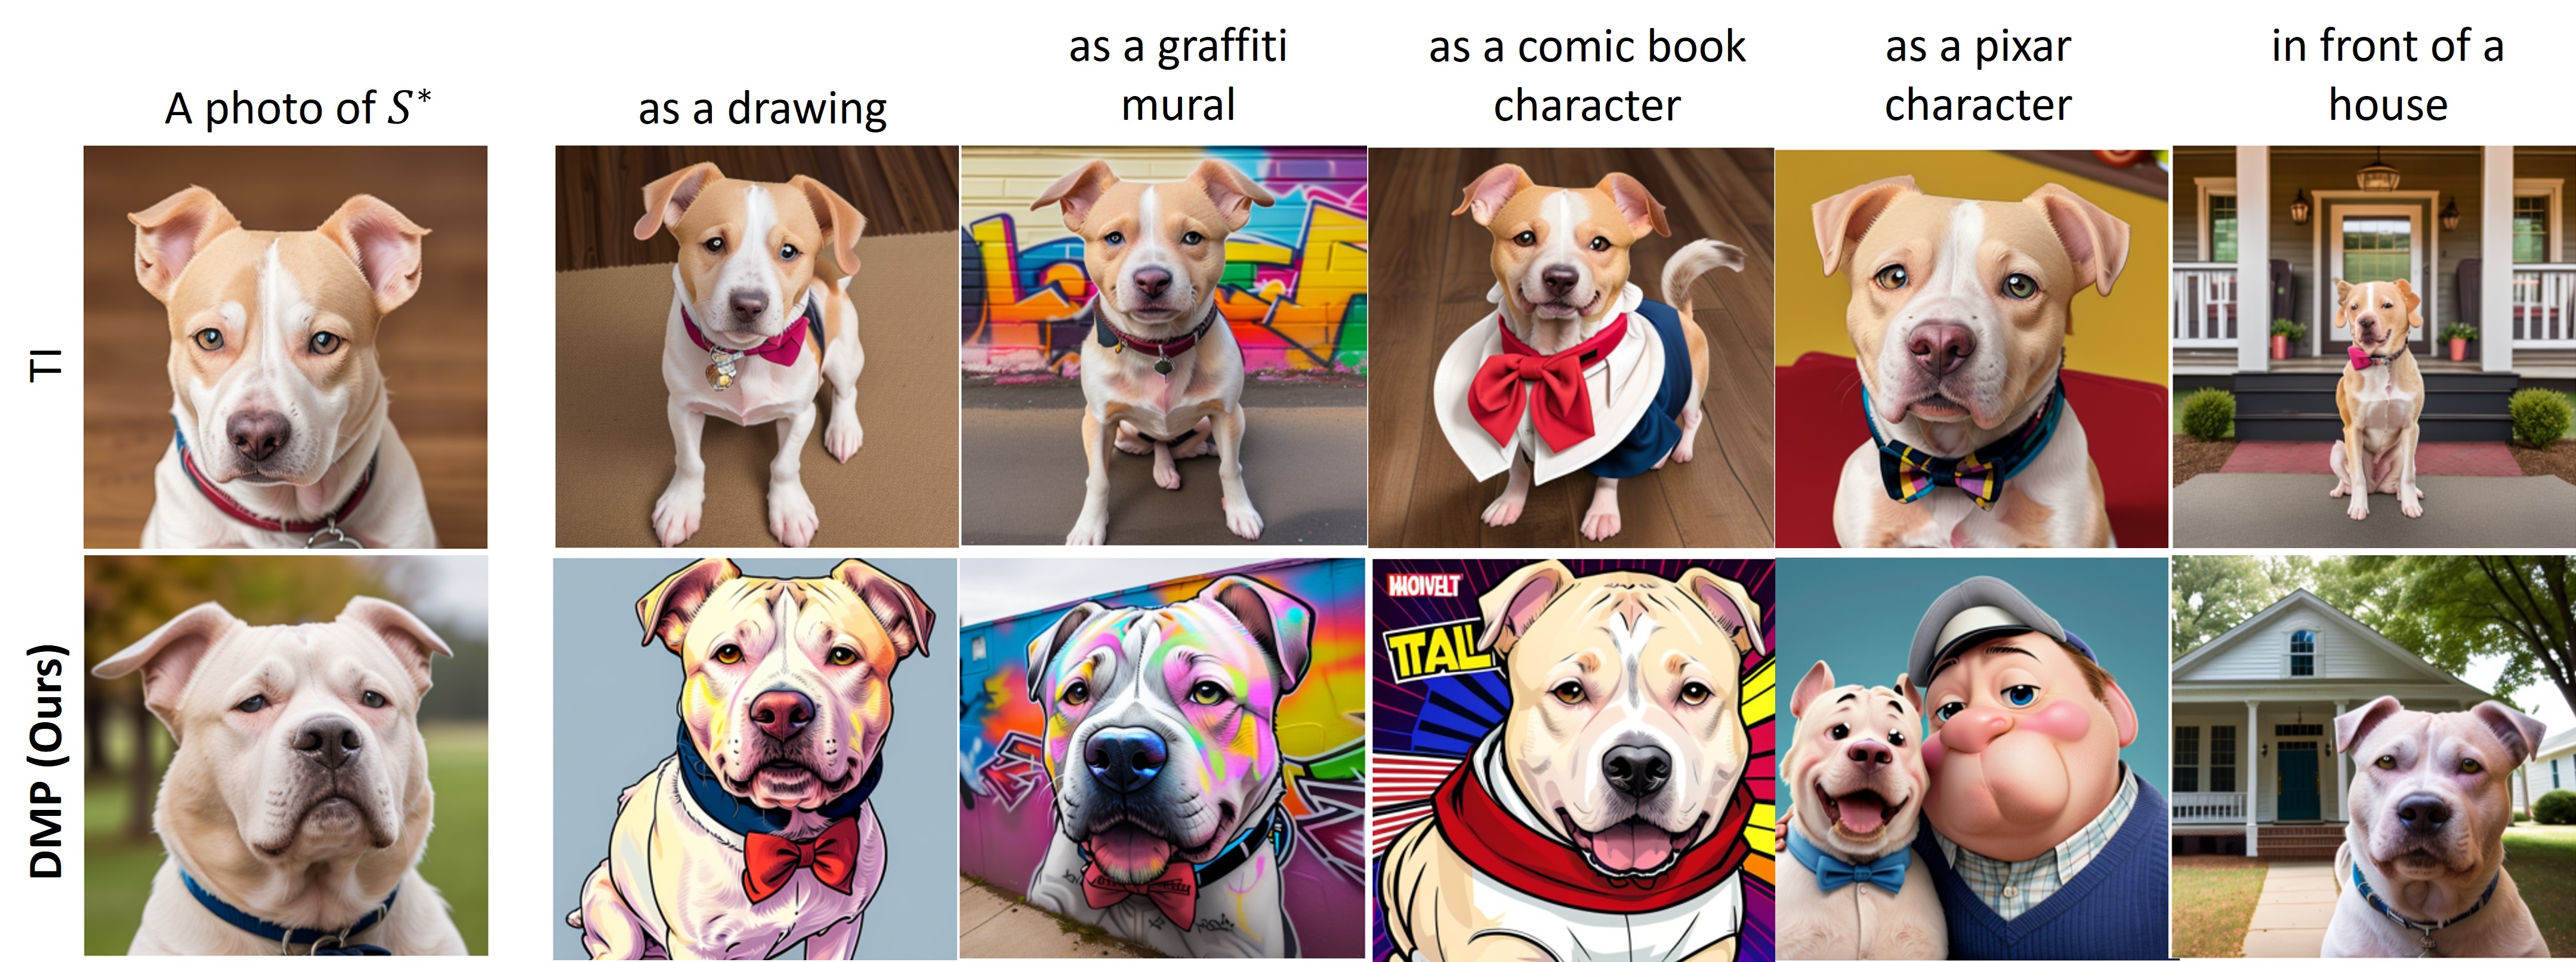 A photo of S*
as a drawing
as a graffiti
mural
as a comic book
character
as a pixar
character
in front of a
house
TI
DMP (Ours)
MOIVELT
TAL